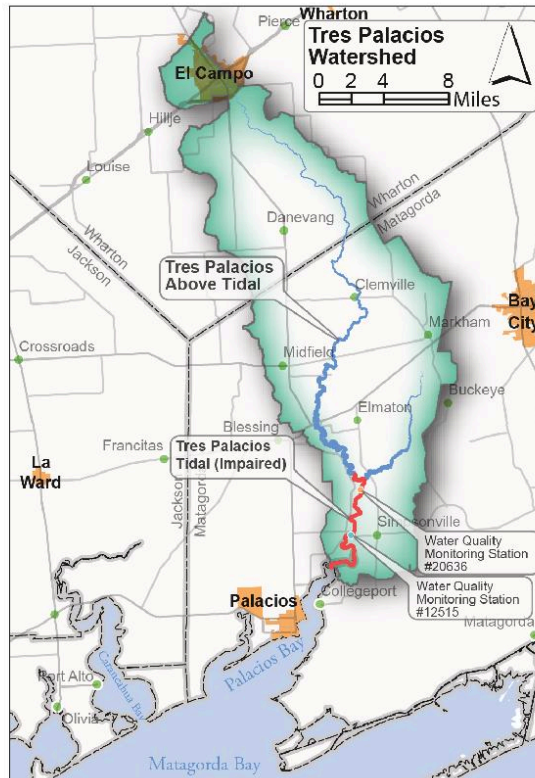 Wharton
Pierce
Tres Palacios
Watershed
0 2 4 8
Miles
El Campo
Hillje
Louise
Danevang
Wharton
Matagorda
Wharton
Jackson
Tres Palacios
Above Tidal
Clemville
Bay
City
Markham
Crossroads
Midfield
Buckeye
Elmaton
Blessing
Francitas
Tres Palacios
Tidal (Impaired)
La
Ward
Jackson
Matagorda
Water Quality
Monitoring Station
#20636
Water Quality
Monitoring Station
#12515
Palacios
Collegeport
Matagorda
Palacios Bay
Carancahua Bay
Port Alto
Olivia
Matagorda Bay